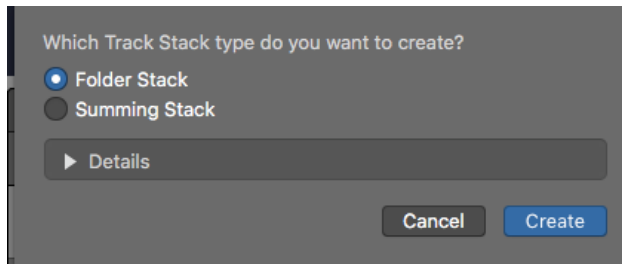 Which Track Stack type do you want to create?
Folder Stack
Summing Stack
Details
Cancel Create